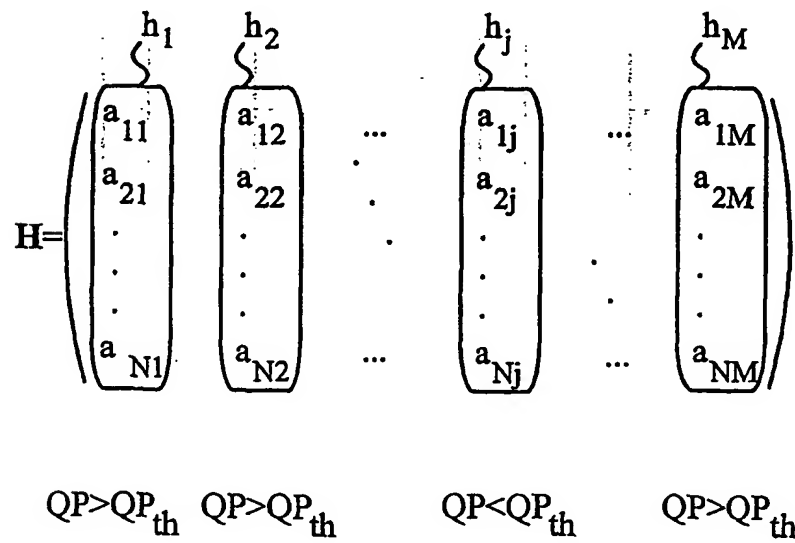 h1 h2 hj hM
a11 a12 ... a1j ... a1M
a21 a22 a2j a2M
H=
aN1 aN2 ... aNj ... aNM
QP>QPth QP>QPth QP<QPth QP>QPth